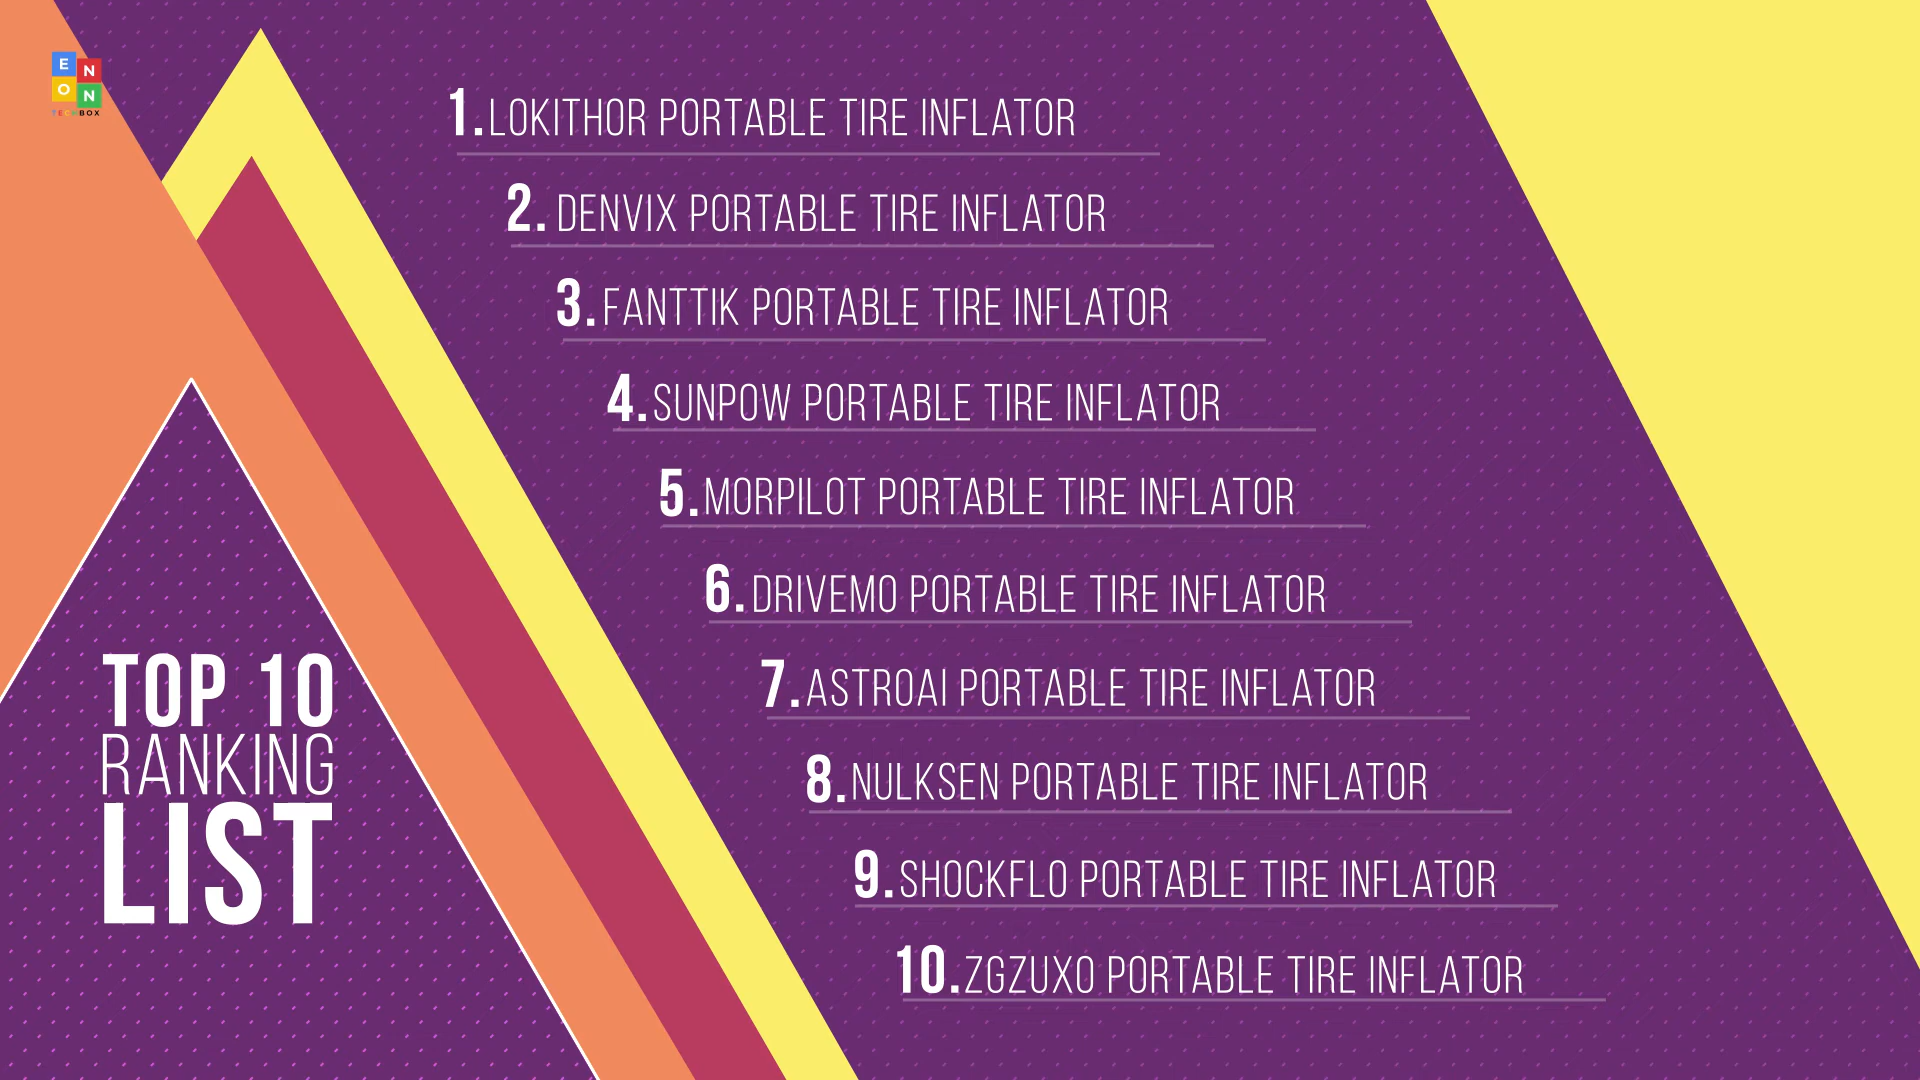 E N
O N
TECHBOX
1. LOKITHOR PORTABLE TIRE INFLATOR
2. DENVIX PORTABLE TIRE INFLATOR
3. FANTTIK PORTABLE TIRE INFLATOR
4. SUNPOW PORTABLE TIRE INFLATOR
5. MORPILOT PORTABLE TIRE INFLATOR
6. DRIVEMO PORTABLE TIRE INFLATOR
7. ASTROAI PORTABLE TIRE INFLATOR
8. NULKSEN PORTABLE TIRE INFLATOR
9. SHOCKFLO PORTABLE TIRE INFLATOR
10. ZGZUXO PORTABLE TIRE INFLATOR
TOP 10
RANKING
LIST